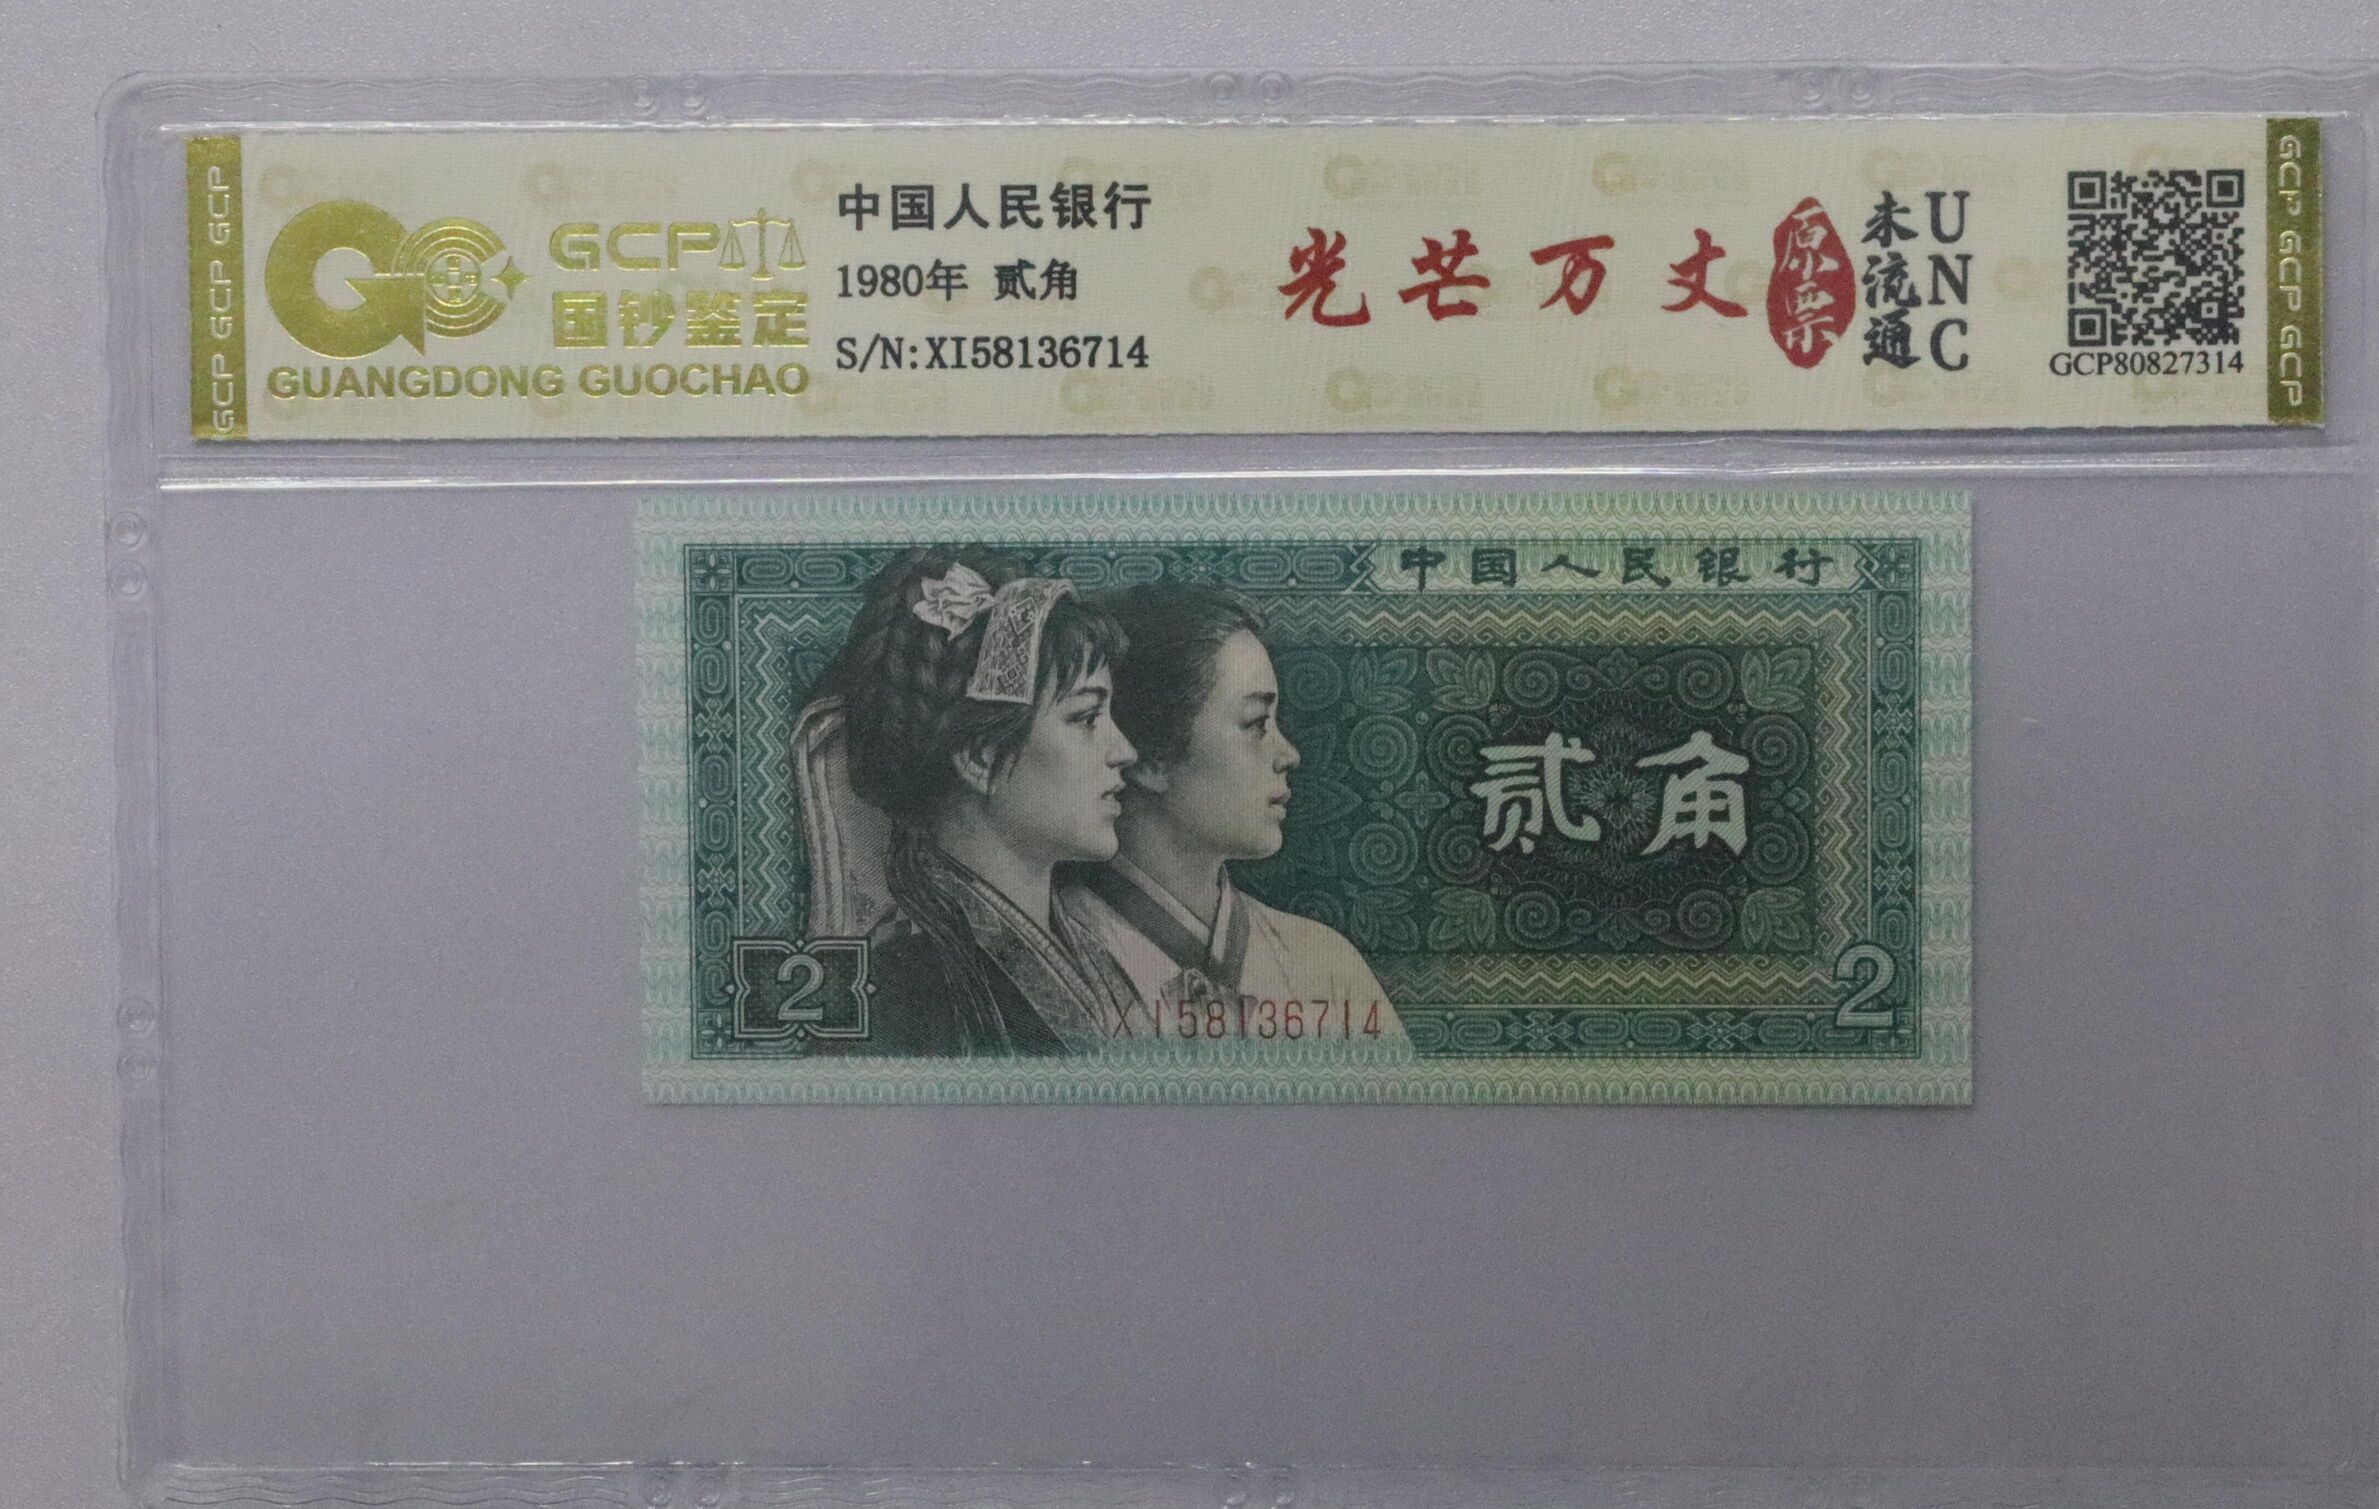 GCP GCP GCP
GCP
国钞鉴定
GUANGDONG GUOCHAO
中国人民银行
1980年 贰角
S/N:XI58136714
光芒万丈
原票
未流通
UNC
GCP80827314
GCP GCP GCP
中国人民银行
贰角
2
XI58136714
2